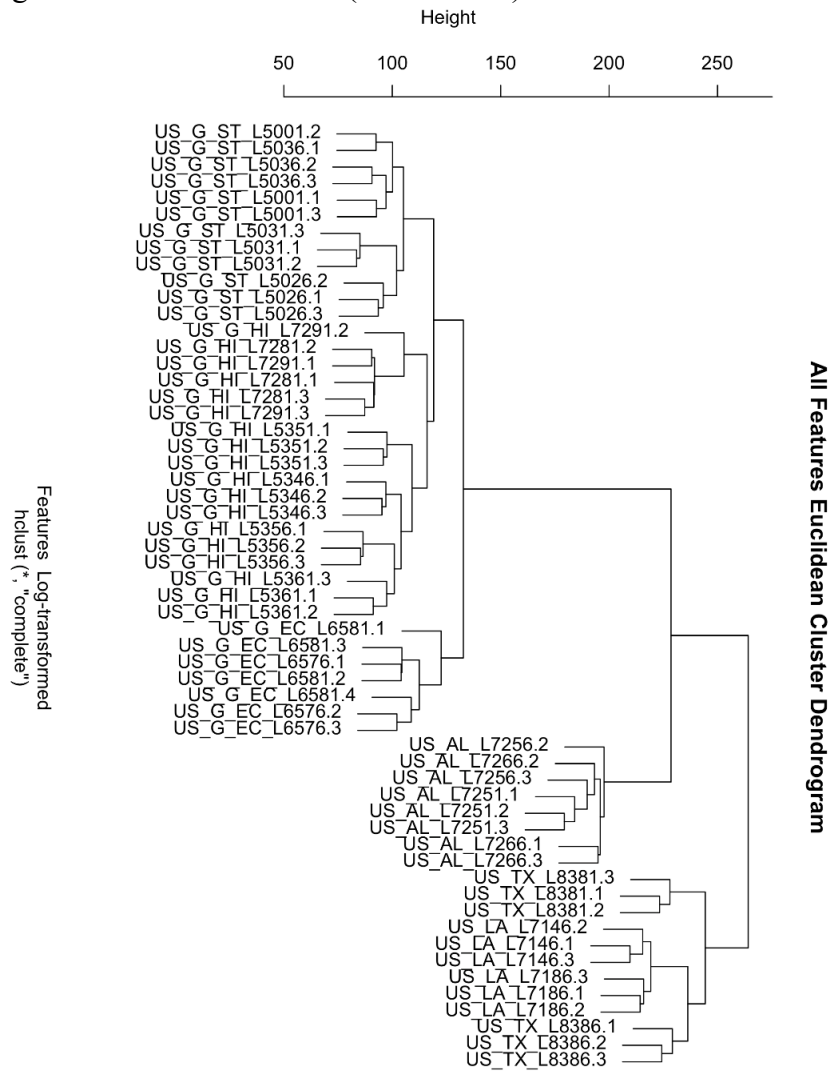 Height
50 100 150 200 250
US_G_ST_L5001.2
US_G_ST_L5036.1
US_G_ST_L5036.2
US_G_ST_L5036.3
US_G_ST_L5001.1
US_G_ST_L5001.3
US_G_ST_L5031.3
US_G_ST_L5031.1
US_G_ST_L5031.2
US_G_ST_L5026.2
US_G_ST_L5026.1
US_G_ST_L5026.3
US_G_HI_L7291.2
US_G_HI_L7281.2
US_G_HI_L7291.1
US_G_HI_L7281.1
US_G_HI_L7281.3
US_G_HI_L7291.3
US_G_HI_L5351.1
US_G_HI_L5351.2
US_G_HI_L5351.3
US_G_HI_L5346.1
US_G_HI_L5346.2
US_G_HI_L5346.3
US_G_HI_L5356.1
US_G_HI_L5356.2
US_G_HI_L5356.3
US_G_HI_L5361.3
US_G_HI_L5361.1
US_G_HI_L5361.2
US_G_EC_L6581.1
US_G_EC_L6581.3
US_G_EC_L6576.1
US_G_EC_L6581.2
US_G_EC_L6581.4
US_G_EC_L6576.2
US_G_EC_L6576.3
US_AL_L7256.2
US_AL_L7266.2
US_AL_L7256.3
US_AL_L7251.1
US_AL_L7251.2
US_AL_L7251.3
US_AL_L7266.1
US_AL_L7266.3
US_TX_L8381.3
US_TX_L8381.1
US_TX_L8381.2
US_LA_L7146.2
US_LA_L7146.1
US_LA_L7146.3
US_LA_L7186.3
US_LA_L7186.1
US_LA_L7186.2
US_TX_L8386.1
US_TX_L8386.2
US_TX_L8386.3
All Features Euclidean Cluster Dendrogram
Features Log-transformed
hclust (*, "complete")